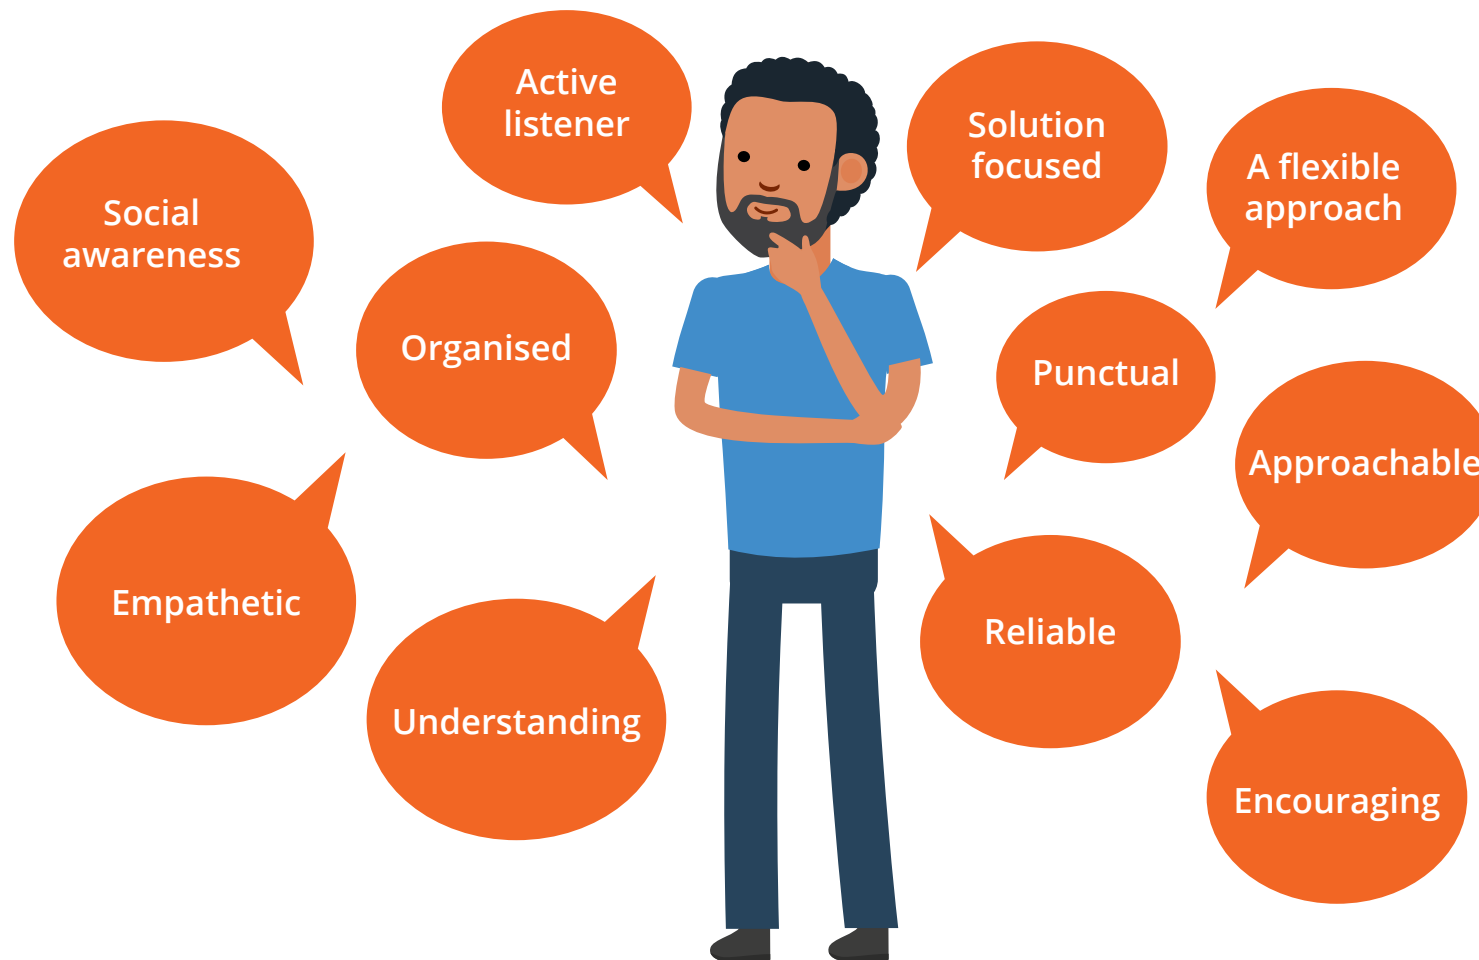 Active
listener
Solution
focused
A flexible
approach
Social
awareness
Organised
Punctual
Approachable
Empathetic
Reliable
Understanding
Encouraging